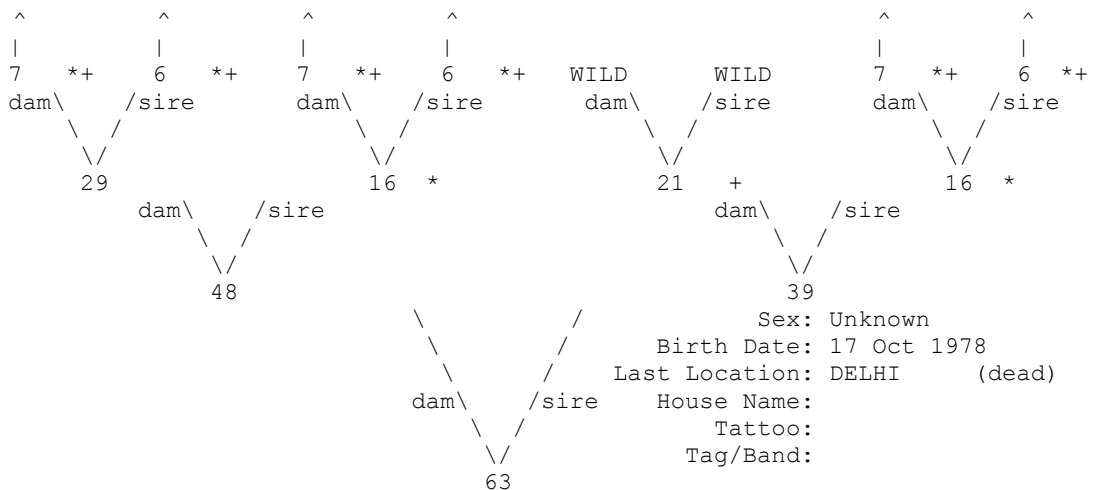 ^ ^ ^ ^ ^ ^
| | | | | |
7 *+ 6 *+ 7 *+ 6 *+ WILD WILD 7 *+ 6 *+
dam\ /sire dam\ /sire dam\ /sire dam\ /sire
\ / \ / \ / \ /
\/ \/ \/ \/
29 16 * 21 + 16 *
dam\ /sire dam\ /sire
\ / \ /
\/ \/
48 39
\ / Sex: Unknown
\ / Birth Date: 17 Oct 1978
\ / Last Location: DELHI (dead)
dam\ /sire House Name:
\ / Tattoo:
\/ Tag/Band:
63